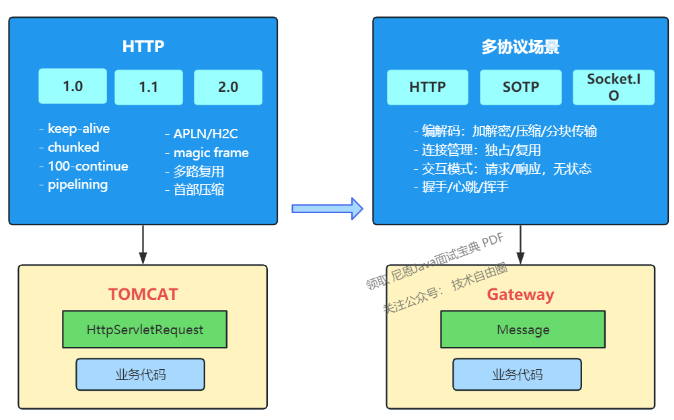 HTTP
1.0
1.1
2.0
- keep-alive
- chunked
- 100-continue
- pipelining
- APLN/H2C
- magic frame
- 多路复用
- 首部压缩
TOMCAT
HttpServletRequest
业务代码
多协议场景
HTTP
SOTP
Socket.I
O
- 编解码：加解密/压缩/分块传输
- 连接管理：独占/复用
- 交互模式：请求/响应，无状态
- 握手/心跳/挥手
领取 尼恩Java面试宝典 PDF
关注公众号： 技术自由圈
Gateway
Message
业务代码